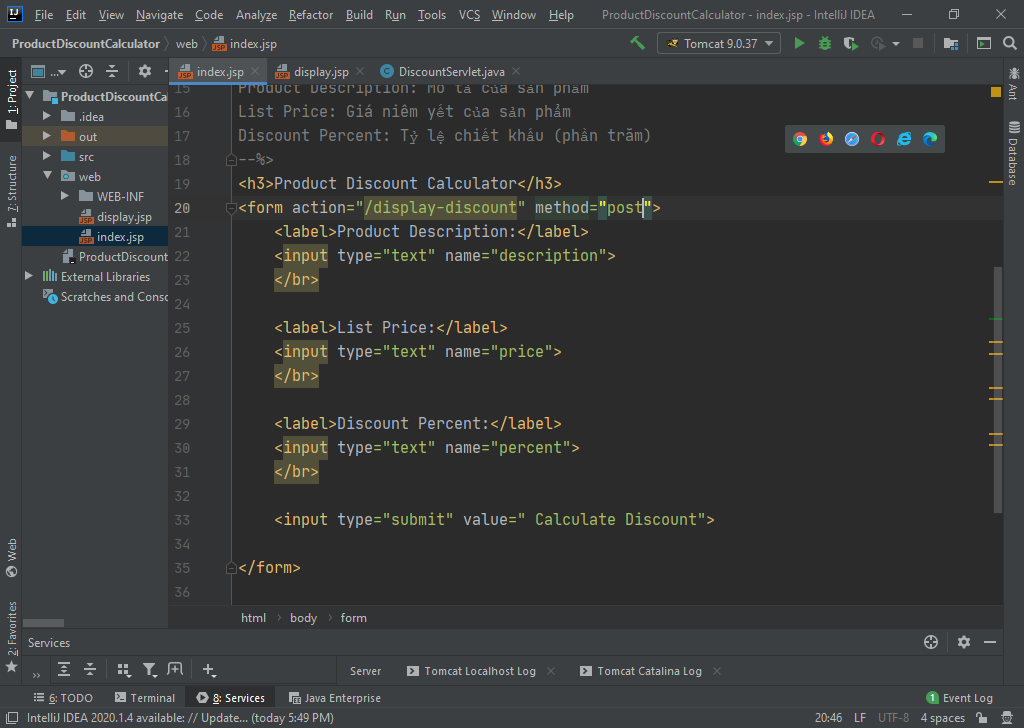 File Edit View Navigate Code Analyze Refactor Build Run Tools VCS Window Help ProductDiscountCalculator - index.jsp - IntelliJ IDEA
ProductDiscountCalculator web index.jsp Tomcat 9.0.37
1: Project
7: Structure
Web
2: Favorites
...
ProductDiscountCal
.idea
out
src
web
WEB-INF
display.jsp
index.jsp
ProductDiscount
External Libraries
Scratches and Conso
index.jsp display.jsp DiscountServlet.java
15 Product Description: Mô tả của sản phẩm
16 List Price: Giá niêm yết của sản phẩm
17 Discount Percent: Tỷ lệ chiết khấu (phần trăm)
18 --%>
19 <h3>Product Discount Calculator</h3>
20 <form action="/display-discount" method="post">
21 <label>Product Description:</label>
22 <input type="text" name="description">
23 </br>
24
25 <label>List Price:</label>
26 <input type="text" name="price">
27 </br>
28
29 <label>Discount Percent:</label>
30 <input type="text" name="percent">
31 </br>
32
33 <input type="submit" value=" Calculate Discount">
34
35 </form>
36
html body form
Ant
Database
Services
Server Tomcat Localhost Log Tomcat Catalina Log
6: TODO Terminal 8: Services Java Enterprise 1 Event Log
IntelliJ IDEA 2020.1.4 available: // Update... (today 5:49 PM) 20:46 LF UTF-8 4 spaces